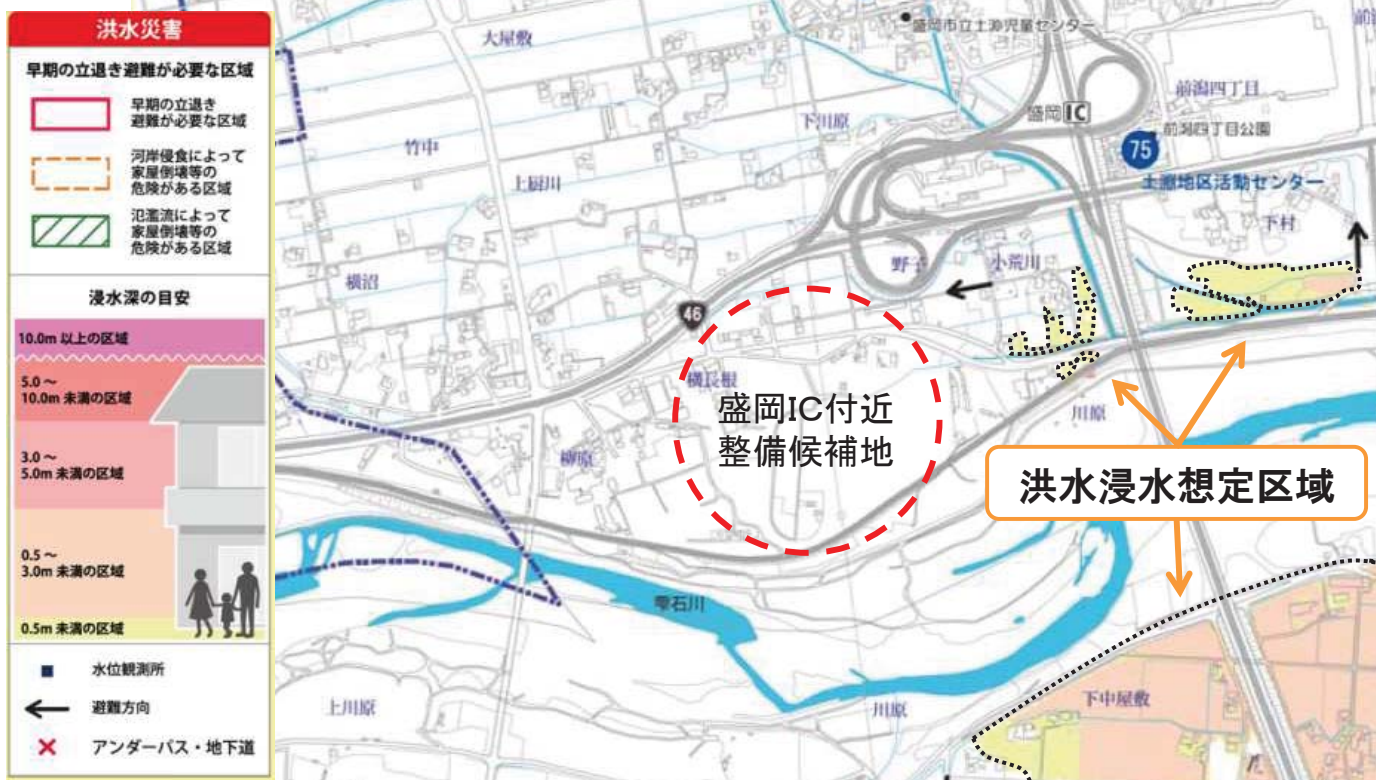 洪水災害
早期の立退き避難が必要な区域
早期の立退き
避難が必要な区域
河岸侵食によって
家屋倒壊等の
危険がある区域
氾濫流によって
家屋倒壊等の
危険がある区域
浸水深の目安
10.0m 以上の区域
5.0～
10.0m 未満の区域
3.0～
5.0m 未満の区域
0.5～
3.0m 未満の区域
0.5m 未満の区域
水位観測所
避難方向
アンダーパス・地下道
大屋敷
盛岡市立土淵児童センター
前潟四丁目
盛岡IC
下川原
前潟四丁目公園
75
竹中
上厨川
土淵地区活動センター
下村
横沼
野子
小荒川
46
横長根
盛岡IC付近
整備候補地
川原
柳原
洪水浸水想定区域
雫石川
上川原
川原
下中屋敷